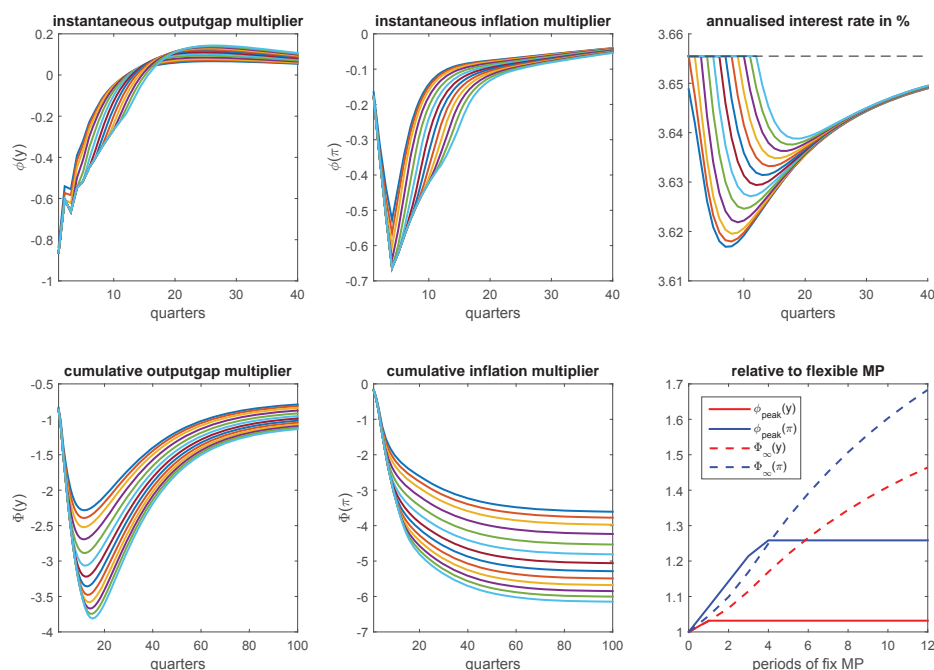 instantaneous outputgap multiplier
0.2
0
-0.2
-0.4
-0.6
-0.8
-1
ϕ(y)
10 20 30 40
quarters
instantaneous inflation multiplier
0
-0.1
-0.2
-0.3
-0.4
-0.5
-0.6
-0.7
ϕ(π)
10 20 30 40
quarters
annualised interest rate in %
3.66
3.65
3.64
3.63
3.62
3.61
10 20 30 40
quarters
cumulative outputgap multiplier
-0.5
-1
-1.5
-2
-2.5
-3
-3.5
-4
Φ(y)
20 40 60 80 100
quarters
cumulative inflation multiplier
0
-1
-2
-3
-4
-5
-6
-7
Φ(π)
20 40 60 80 100
quarters
relative to flexible MP
1.7
1.6
1.5
1.4
1.3
1.2
1.1
1
ϕpeak(y)
ϕpeak(π)
Φ∞(y)
Φ∞(π)
0 2 4 6 8 10 12
periods of fix MP